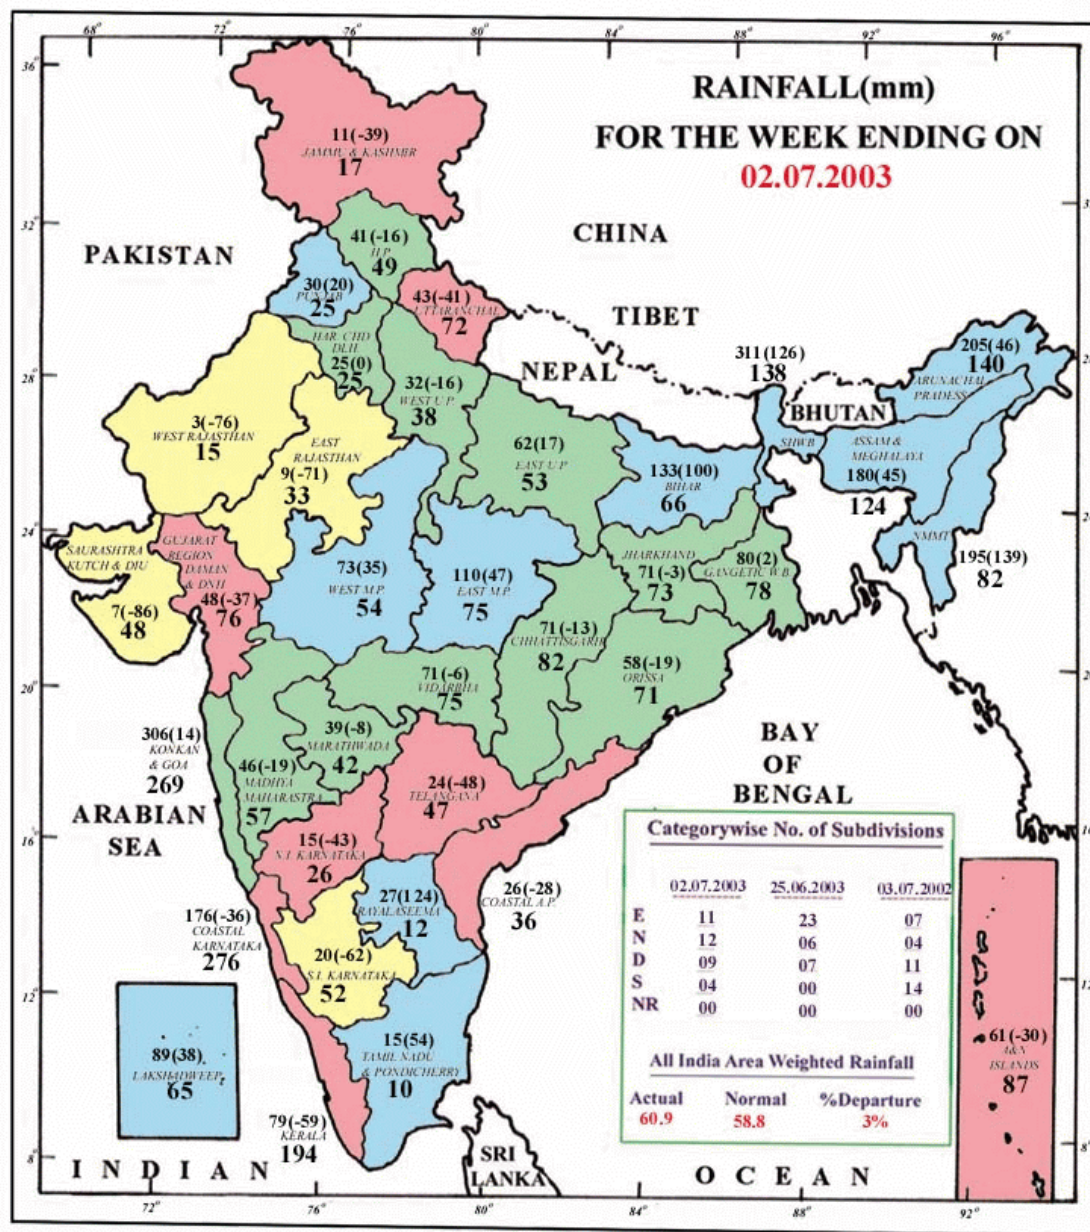 68° 72° 76° 80° 84° 88° 92° 96°
36°
RAINFALL(mm)
FOR THE WEEK ENDING ON
02.07.2003
11(-39)
JAMMU & KASHMIR
17
32°
PAKISTAN
CHINA
41(-16)
H.P.
49
30(20)
PUNJAB
25
43(-41)
UTTARANCHAL
72
TIBET
NEPAL
HAR. CHD
DLH.
25(0)
25
28°
32(-16)
WEST U.P.
38
311(126)
138
205(46)
140
ARUNACHAL
PRADESH
BHUTAN
3(-76)
WEST RAJASTHAN
15
EAST
RAJASTHAN
9(-71)
33
62(17)
EAST U.P
53
133(100)
BIHAR
66
SHWB
ASSAM &
MEGHALAYA
180(45)
124
24°
NMMT
195(139)
82
SAURASHTRA
KUTCH & DIU
7(-86)
48
GUJARAT
REGION
DAMAN
& DNH
48(-37)
76
73(35)
WEST M.P.
54
110(47)
EAST M.P.
75
JHARKHAND
71(-3)
73
80(2)
GANGETIC W.B.
78
71(-13)
CHHATTISGARH
82
58(-19)
ORISSA
71
20°
71(-6)
VIDARBHA
75
306(14)
KONKAN
& GOA
269
39(-8)
MARATHWADA
42
46(-19)
MADHYA
MAHARASTRA
57
24(-48)
TELANGANA
47
BAY
OF
BENGAL
ARABIAN
SEA
16°
15(-43)
N.I. KARNATAKA
26
27(124)
RAYALASEEMA
12
26(-28)
COASTAL A.P.
36
176(-36)
COASTAL
KARNATAKA
276
20(-62)
S.I. KARNATAKA
52
12°
89(38)
LAKSHADWEEP
65
15(54)
TAMIL NADU
& PONDICHERRY
10
79(-59)
KERALA
194
8°
Categorywise No. of Subdivisions
02.07.2003 25.06.2003 03.07.2002
E 11 23 07
N 12 06 04
D 09 07 11
S 04 00 14
NR 00 00 00
All India Area Weighted Rainfall
Actual Normal %Departure
60.9 58.8 3%
61(-30)
A&N
ISLANDS
87
8°
SRI
LANKA
INDIAN
OCEAN
72° 76° 80° 84° 88° 92°